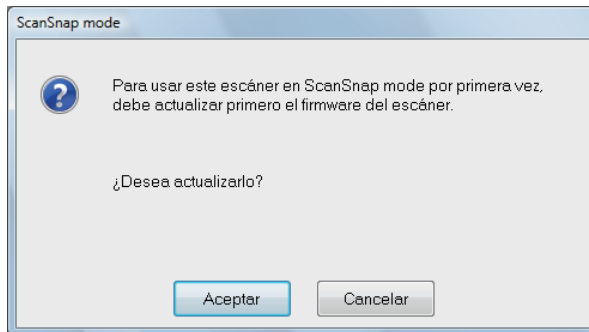 ScanSnap mode
Para usar este escáner en ScanSnap mode por primera vez,
debe actualizar primero el firmware del escáner.
¿Desea actualizarlo?
Aceptar
Cancelar